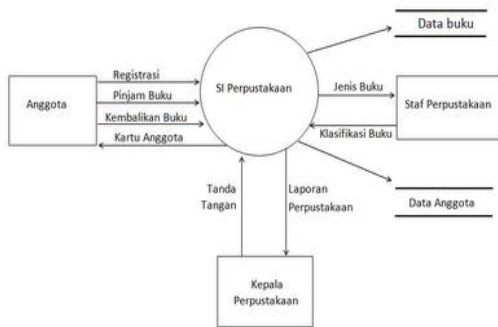 Data buku
Registrasi
SI Perpustakaan
Jenis Buku
Anggota
Pinjam Buku
Staf Perpustakaan
Kembalikan Buku
Klasifikasi Buku
Kartu Anggota
Tanda
Tangan
Laporan
Perpustakaan
Data Anggota
Kepala
Perpustakaan